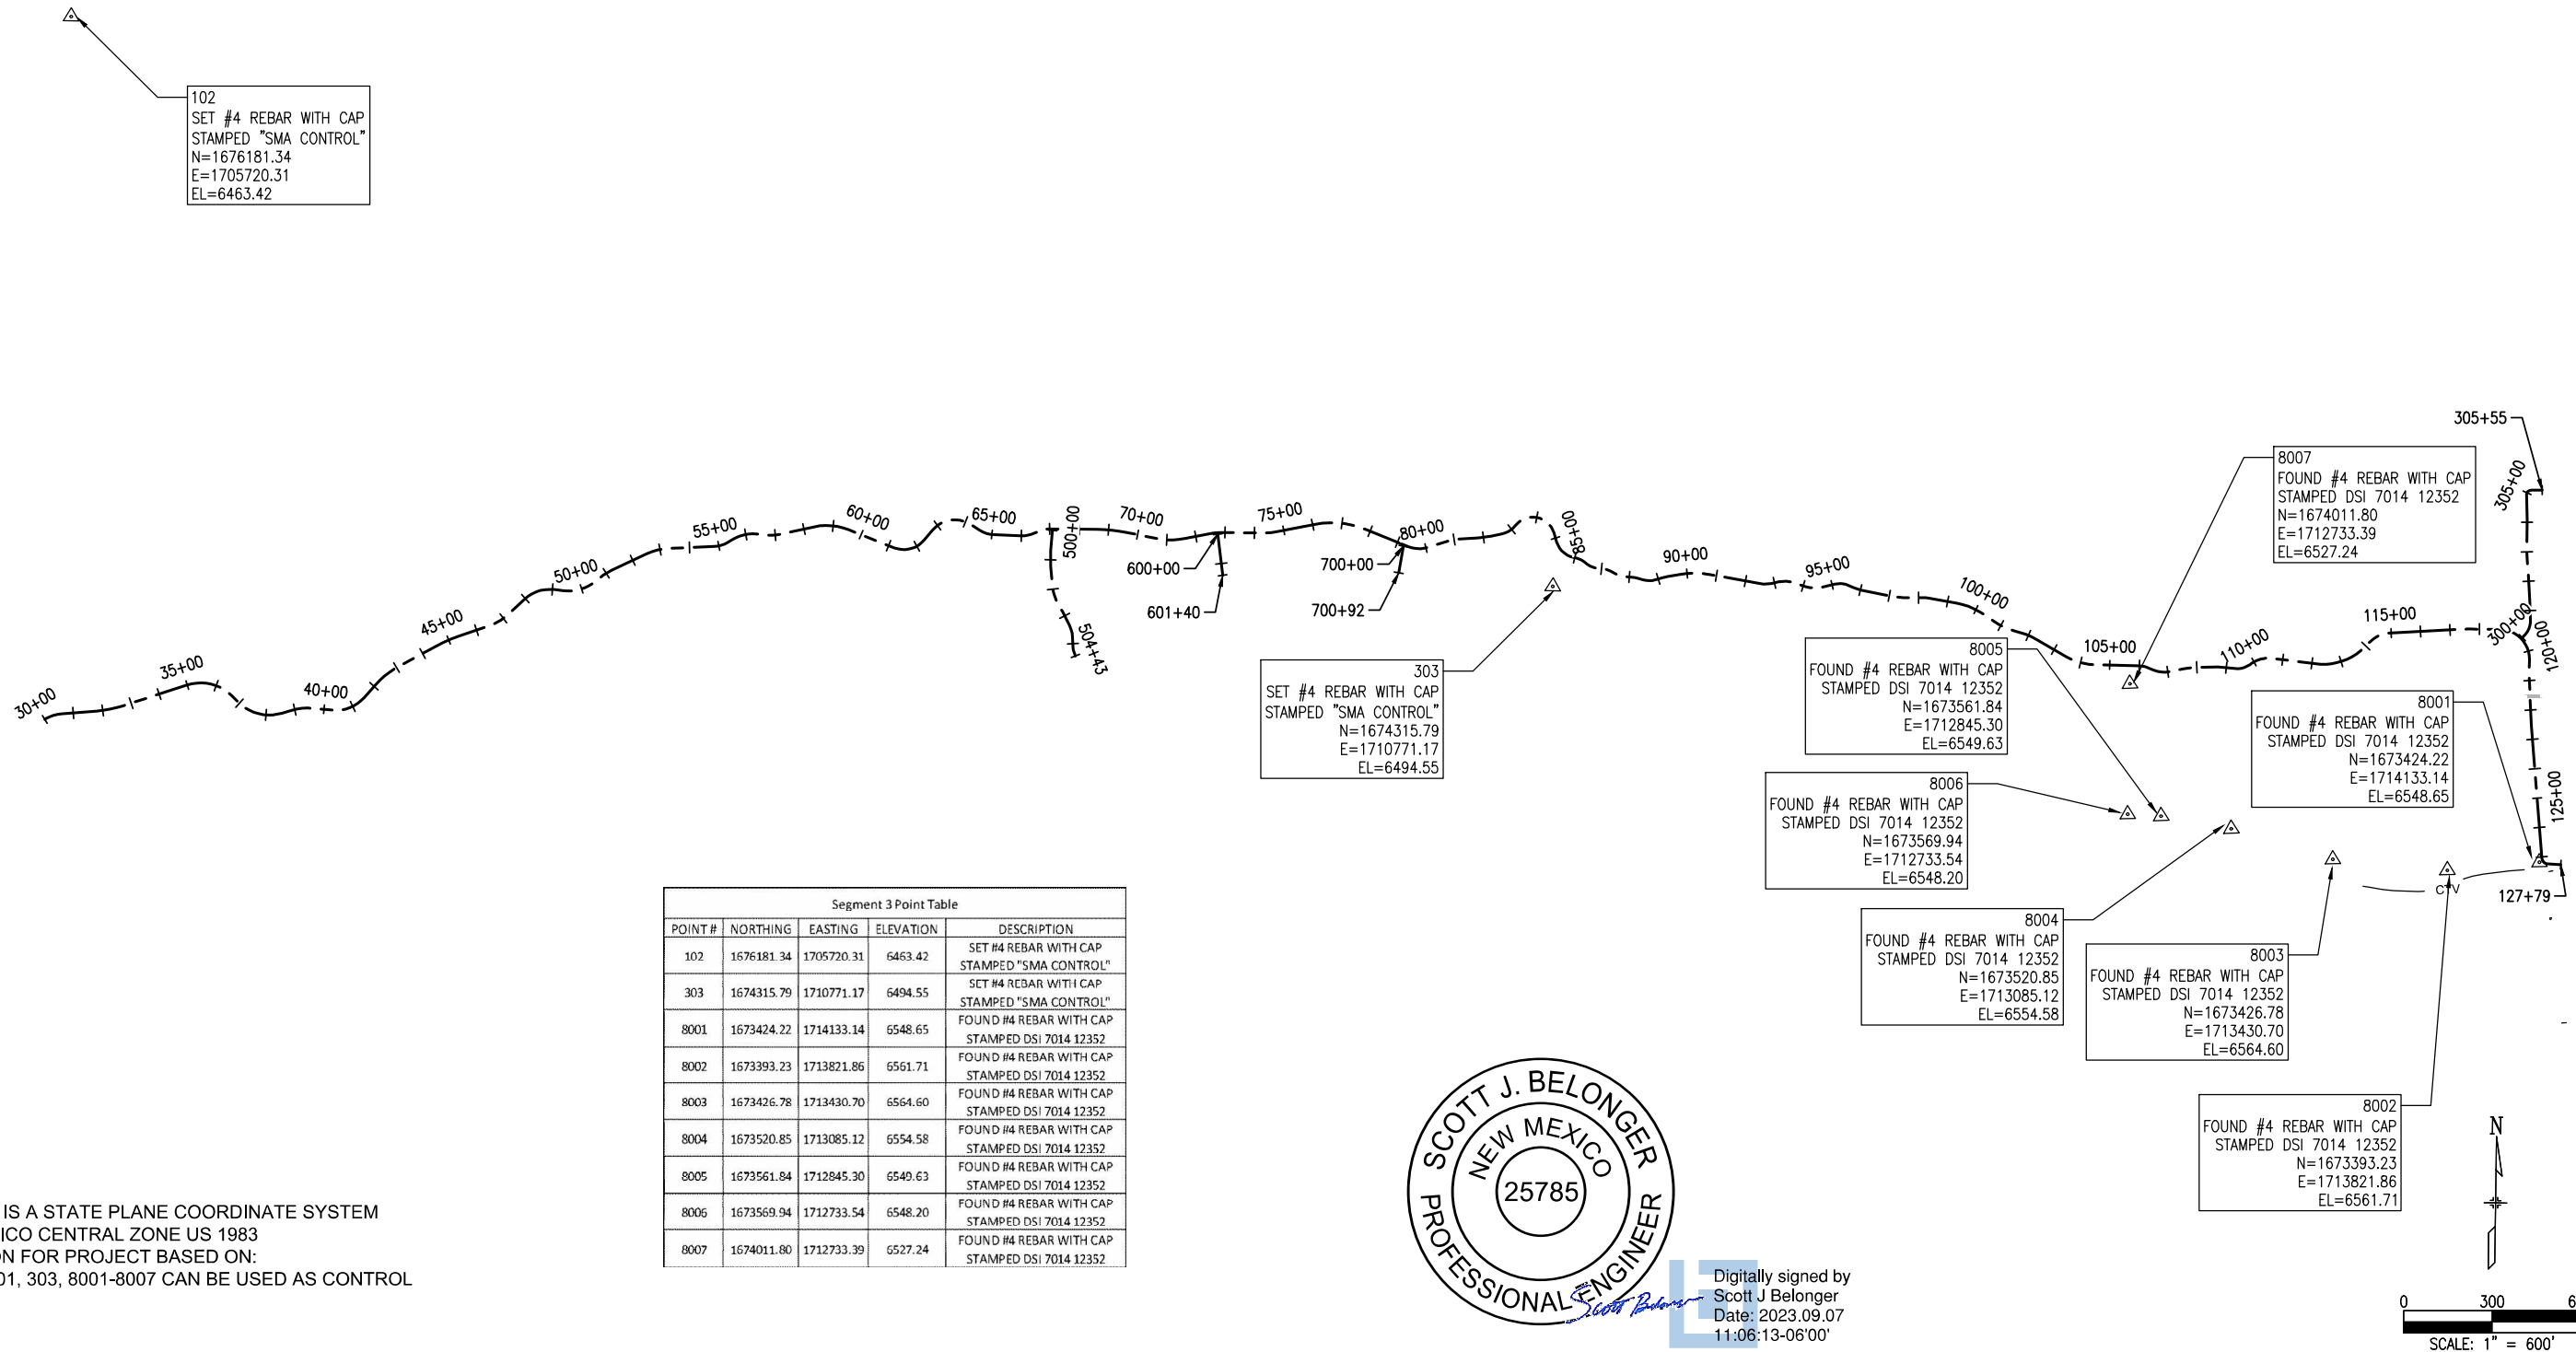 102
SET #4 REBAR WITH CAP
STAMPED "SMA CONTROL"
N=1676181.34
E=1705720.31
EL=6463.42
30+00
35+00
40+00
45+00
50+00
55+00
60+00
65+00
500+00
504+43
70+00
600+00
601+40
75+00
700+00
700+92
80+00
85+00
90+00
95+00
100+00
105+00
110+00
115+00
300+00
120+00
305+00
305+55
125+00
127+79
CTV
8007
FOUND #4 REBAR WITH CAP
STAMPED DSI 7014 12352
N=1674011.80
E=1712733.39
EL=6527.24
303
SET #4 REBAR WITH CAP
STAMPED "SMA CONTROL"
N=1674315.79
E=1710771.17
EL=6494.55
8005
FOUND #4 REBAR WITH CAP
STAMPED DSI 7014 12352
N=1673561.84
E=1712845.30
EL=6549.63
8001
FOUND #4 REBAR WITH CAP
STAMPED DSI 7014 12352
N=1673424.22
E=1714133.14
EL=6548.65
8006
FOUND #4 REBAR WITH CAP
STAMPED DSI 7014 12352
N=1673569.94
E=1712733.54
EL=6548.20
8004
FOUND #4 REBAR WITH CAP
STAMPED DSI 7014 12352
N=1673520.85
E=1713085.12
EL=6554.58
8003
FOUND #4 REBAR WITH CAP
STAMPED DSI 7014 12352
N=1673426.78
E=1713430.70
EL=6564.60
8002
FOUND #4 REBAR WITH CAP
STAMPED DSI 7014 12352
N=1673393.23
E=1713821.86
EL=6561.71
Segment 3 Point Table
POINT # NORTHING EASTING ELEVATION DESCRIPTION
102 1676181.34 1705720.31 6463.42 SET #4 REBAR WITH CAP
STAMPED "SMA CONTROL"
303 1674315.79 1710771.17 6494.55 SET #4 REBAR WITH CAP
STAMPED "SMA CONTROL"
8001 1673424.22 1714133.14 6548.65 FOUND #4 REBAR WITH CAP
STAMPED DSI 7014 12352
8002 1673393.23 1713821.86 6561.71 FOUND #4 REBAR WITH CAP
STAMPED DSI 7014 12352
8003 1673426.78 1713430.70 6564.60 FOUND #4 REBAR WITH CAP
STAMPED DSI 7014 12352
8004 1673520.85 1713085.12 6554.58 FOUND #4 REBAR WITH CAP
STAMPED DSI 7014 12352
8005 1673561.84 1712845.30 6549.63 FOUND #4 REBAR WITH CAP
STAMPED DSI 7014 12352
8006 1673569.94 1712733.54 6548.20 FOUND #4 REBAR WITH CAP
STAMPED DSI 7014 12352
8007 1674011.80 1712733.39 6527.24 FOUND #4 REBAR WITH CAP
STAMPED DSI 7014 12352
IS A STATE PLANE COORDINATE SYSTEM
ICO CENTRAL ZONE US 1983
ON FOR PROJECT BASED ON:
01, 303, 8001-8007 CAN BE USED AS CONTROL
SCOTT J. BELONGER
NEW MEXICO
25785
PROFESSIONAL ENGINEER
Scott Belonger
Digitally signed by
Scott J Belonger
Date: 2023.09.07
11:06:13-06'00'
N
0 300 6
SCALE: 1" = 600'